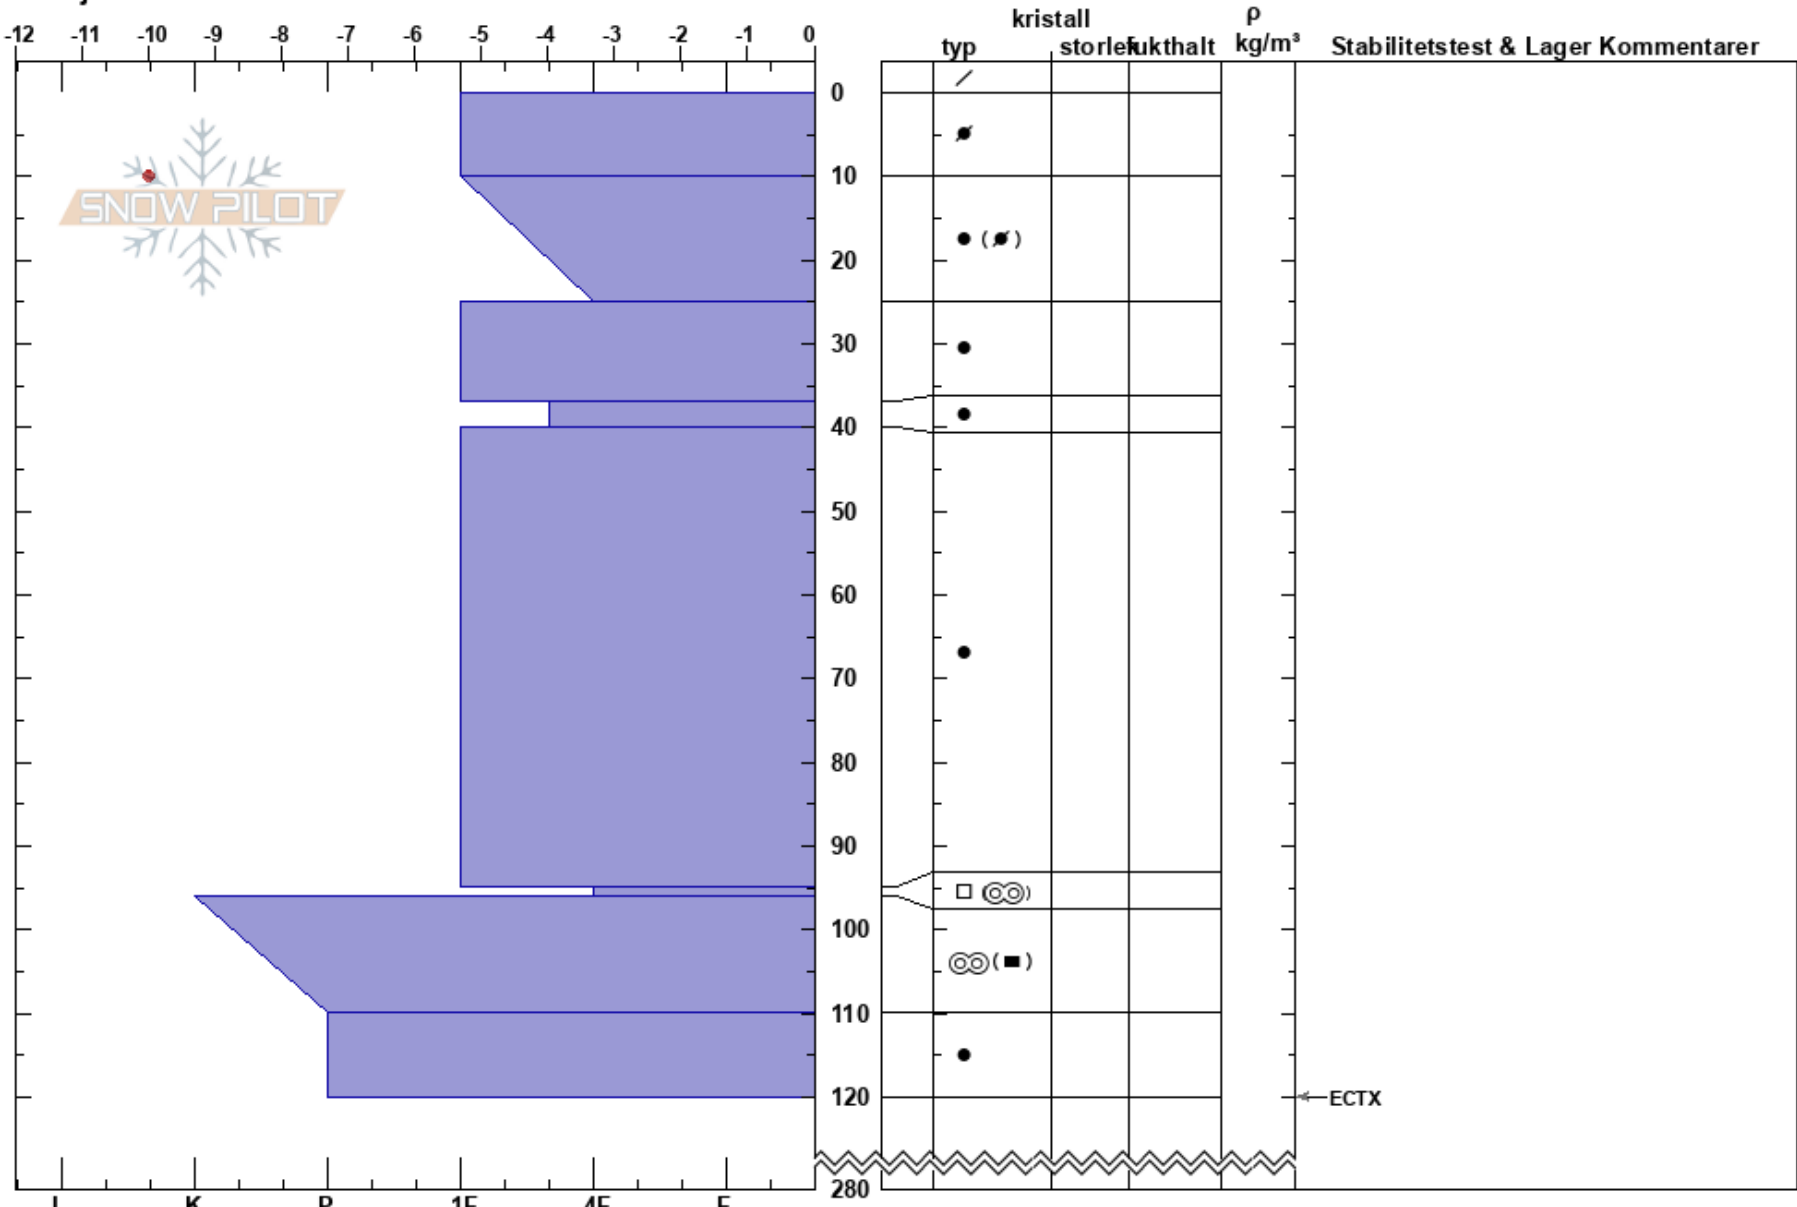 -12 -11 -10 -9 -8 -7 -6 -5 -4 -3 -2 -1 0
kristall
typ storlek fukthalt
ρ
kg/m³
Stabilitetstest & Lager Kommentarer
SNOW PILOT
0
10
20
30
40
50
60
70
80
90
100
110
120
ECTX
280
I K P 1F 4F F